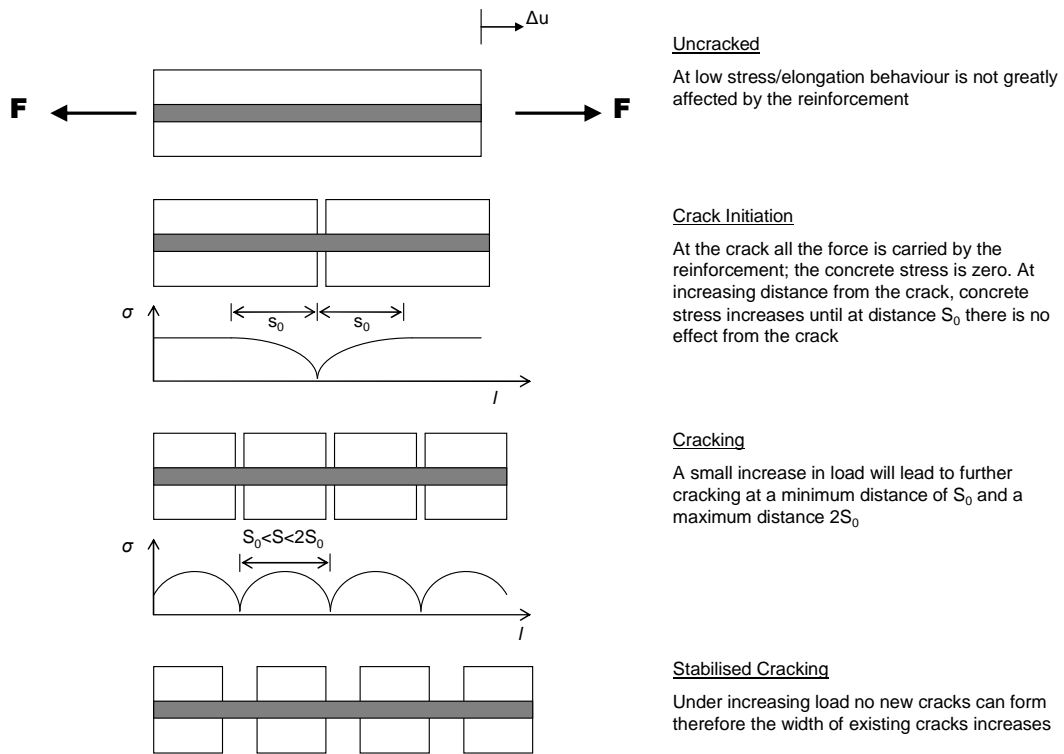 Δu
Uncracked
At low stress/elongation behaviour is not greatly
affected by the reinforcement
F
F
Crack Initiation
At the crack all the force is carried by the
reinforcement; the concrete stress is zero. At
increasing distance from the crack, concrete
stress increases until at distance S0 there is no
effect from the crack
σ
s0
s0
l
Cracking
A small increase in load will lead to further
cracking at a minimum distance of S0 and a
maximum distance 2S0
σ
S0<S<2S0
l
Stabilised Cracking
Under increasing load no new cracks can form
therefore the width of existing cracks increases